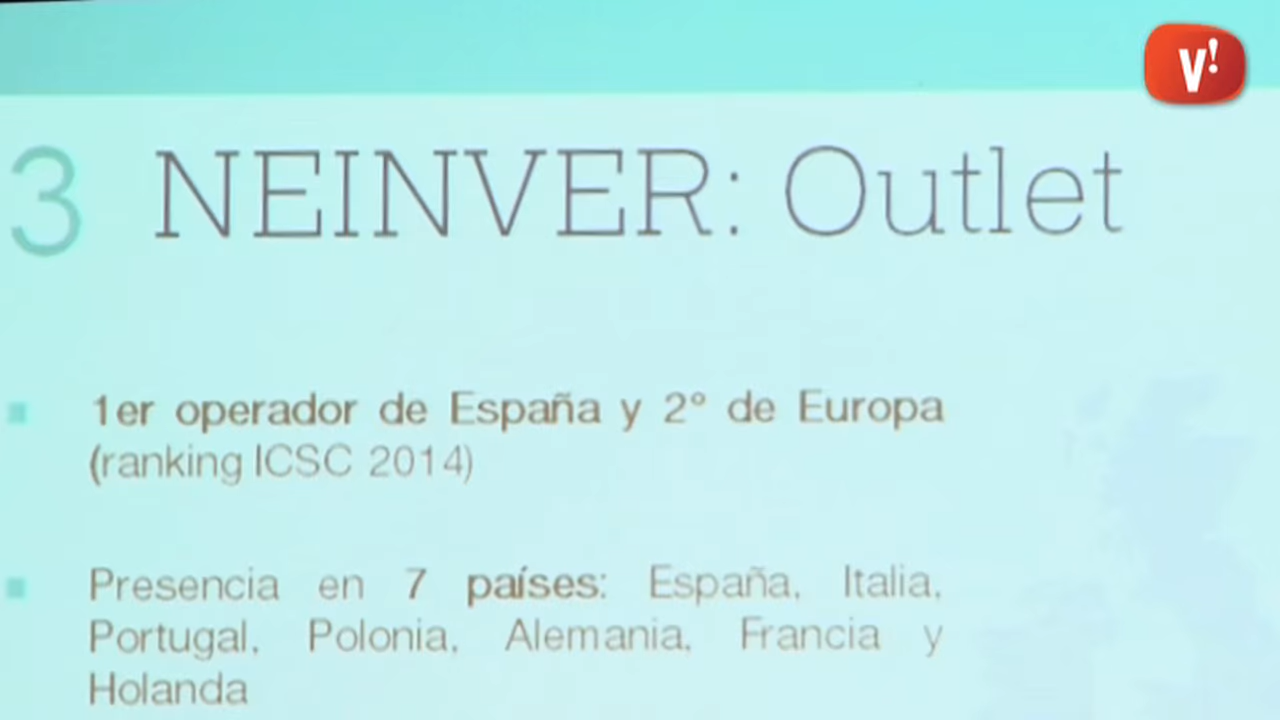 V!
3 NEINVER: Outlet
1er operador de España y 2º de Europa
(ranking ICSC 2014)
Presencia en 7 países: España, Italia,
Portugal, Polonia, Alemania, Francia y
Holanda